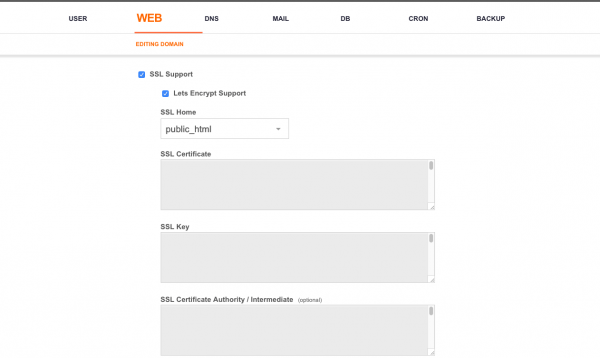 USER WEB DNS MAIL DB CRON BACKUP
EDITING DOMAIN
SSL Support
Lets Encrypt Support
SSL Home
public_html
SSL Certificate
SSL Key
SSL Certificate Authority / Intermediate (optional)